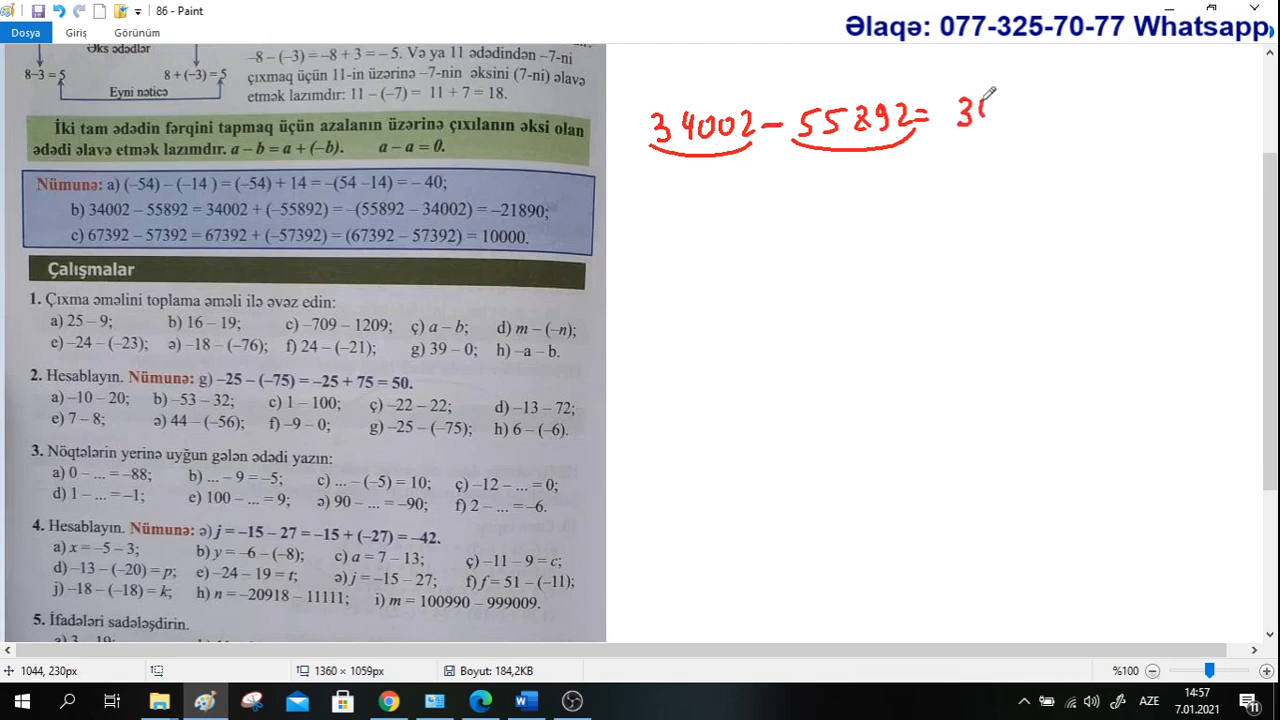 86 - Paint
Əlaqə: 077-325-70-77 Whatsapp
Dosya Giriş Görünüm
Əks ədədlər
8–3 = 5 8 + (–3) = 5
Eyni nəticə
–8 – (–3) = –8 + 3 = – 5. Və ya 11 ədədindən –7-ni
çıxmaq üçün 11-in üzərinə –7-nin əksini (7-ni) əlavə
etmək lazımdır: 11 – (–7) = 11 + 7 = 18.
İki tam ədədin fərqini tapmaq üçün azalanın üzərinə çıxılanın əksi olan
ədədi əlavə etmək lazımdır. a – b = a + (–b). a – a = 0.
Nümunə: a) (–54) – (–14 ) = (–54) + 14 = –(54 –14) = – 40;
b) 34002 – 55892 = 34002 + (–55892) = –(55892 – 34002) = –21890;
c) 67392 – 57392 = 67392 + (–57392) = (67392 – 57392) = 10000.
Çalışmalar
1. Çıxma əməlini toplama əməli ilə əvəz edin:
a) 25 – 9; b) 16 – 19; c) –709 – 1209; ç) a – b; d) m – (–n);
e) –24 – (–23); ə) –18 – (–76); f) 24 – (–21); g) 39 – 0; h) –a – b.
2. Hesablayın. Nümunə: g) –25 – (–75) = –25 + 75 = 50.
a) –10 – 20; b) –53 – 32; c) 1 – 100; ç) –22 – 22; d) –13 – 72;
e) 7 – 8; ə) 44 – (–56); f) –9 – 0; g) –25 – (–75); h) 6 – (–6).
3. Nöqtələrin yerinə uyğun gələn ədədi yazın:
a) 0 – ... = –88; b) ... – 9 = –5; c) ... – (–5) = 10; ç) –12 – ... = 0;
d) 1 – ... = –1; e) 100 – ... = 9; ə) 90 – ... = –90; f) 2 – ... = –6.
4. Hesablayın. Nümunə: ə) j = –15 – 27 = –15 + (–27) = –42.
a) x = –5 – 3; b) y = –6 – (–8); c) a = 7 – 13; ç) –11 – 9 = c;
d) –13 – (–20) = p; e) –24 – 19 = t; ə) j = –15 – 27; f) f = 51 – (–11);
j) –18 – (–18) = k; h) n = –20918 – 11111; i) m = 100990 – 999009.
5. İfadələri sadələşdirin.
34002 – 55892 = 3
1044, 230px 1360 × 1059px Boyut: 184,2KB %100
AZE 14:57
7.01.2021 11